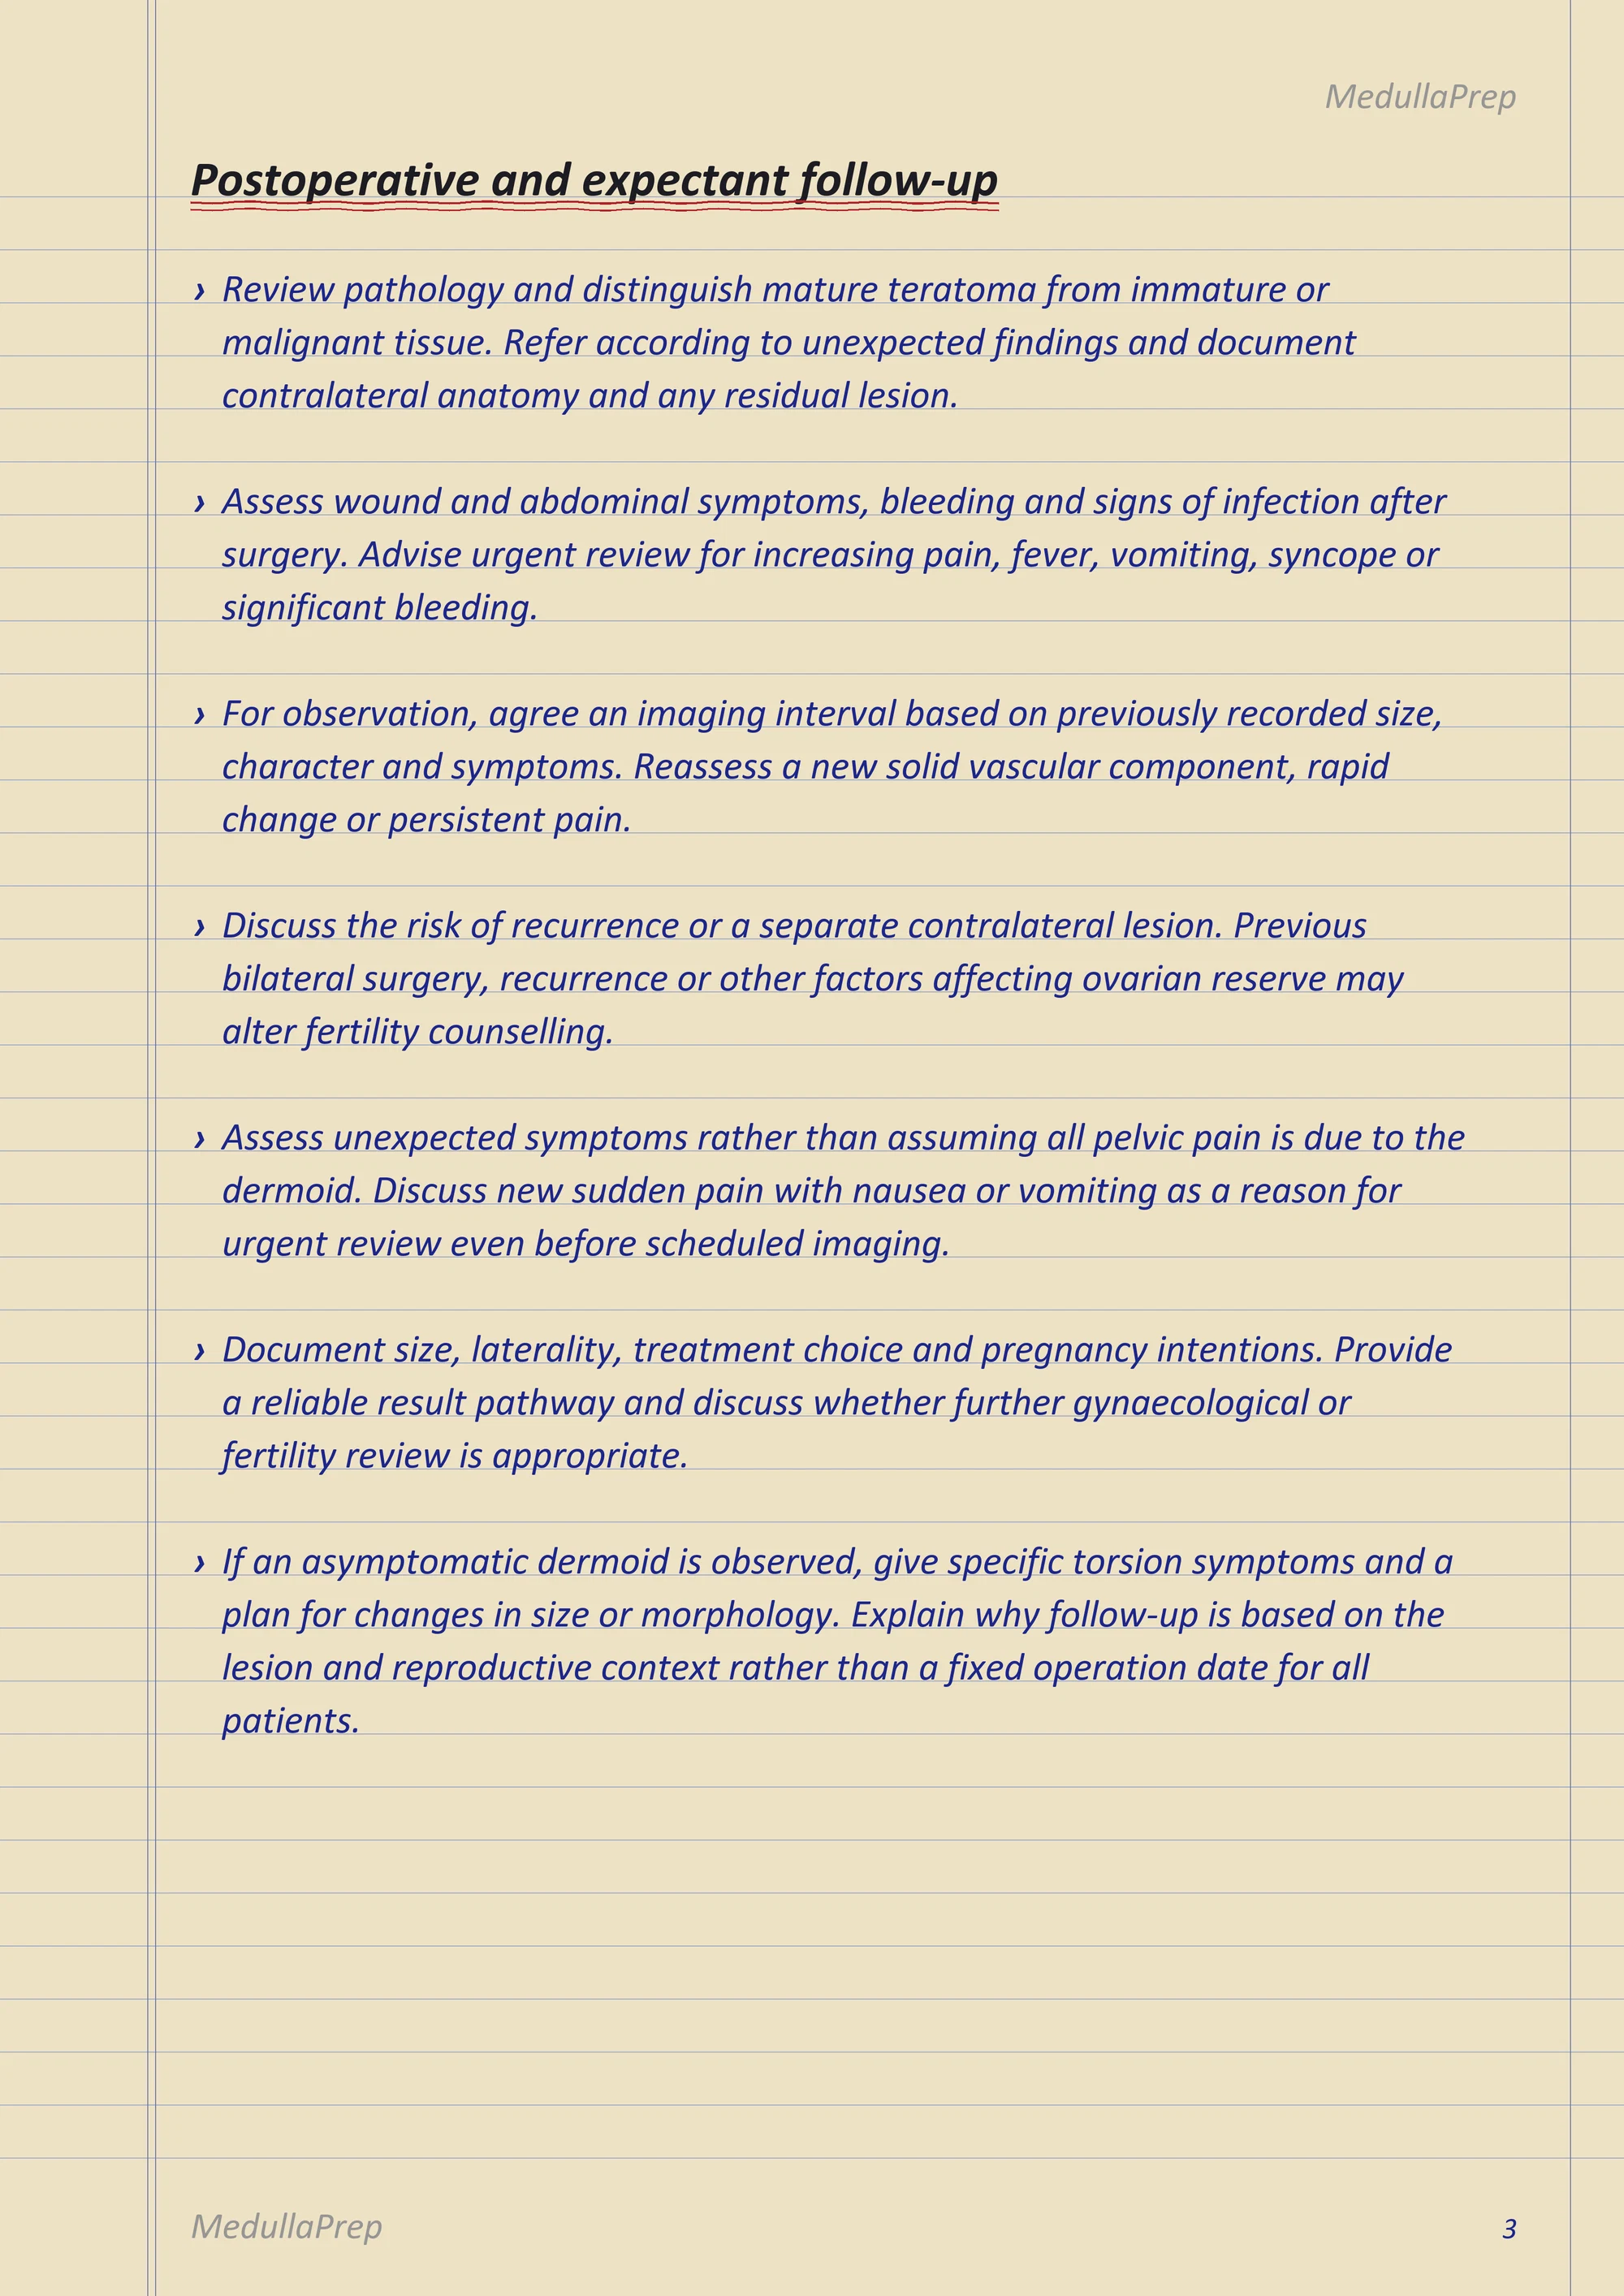 MedullaPrep
Postoperative and expectant follow-up
› Review pathology and distinguish mature teratoma from immature or
malignant tissue. Refer according to unexpected findings and document
contralateral anatomy and any residual lesion.
› Assess wound and abdominal symptoms, bleeding and signs of infection after
surgery. Advise urgent review for increasing pain, fever, vomiting, syncope or
significant bleeding.
› For observation, agree an imaging interval based on previously recorded size,
character and symptoms. Reassess a new solid vascular component, rapid
change or persistent pain.
› Discuss the risk of recurrence or a separate contralateral lesion. Previous
bilateral surgery, recurrence or other factors affecting ovarian reserve may
alter fertility counselling.
› Assess unexpected symptoms rather than assuming all pelvic pain is due to the
dermoid. Discuss new sudden pain with nausea or vomiting as a reason for
urgent review even before scheduled imaging.
› Document size, laterality, treatment choice and pregnancy intentions. Provide
a reliable result pathway and discuss whether further gynaecological or
fertility review is appropriate.
› If an asymptomatic dermoid is observed, give specific torsion symptoms and a
plan for changes in size or morphology. Explain why follow-up is based on the
lesion and reproductive context rather than a fixed operation date for all
patients.
MedullaPrep
3